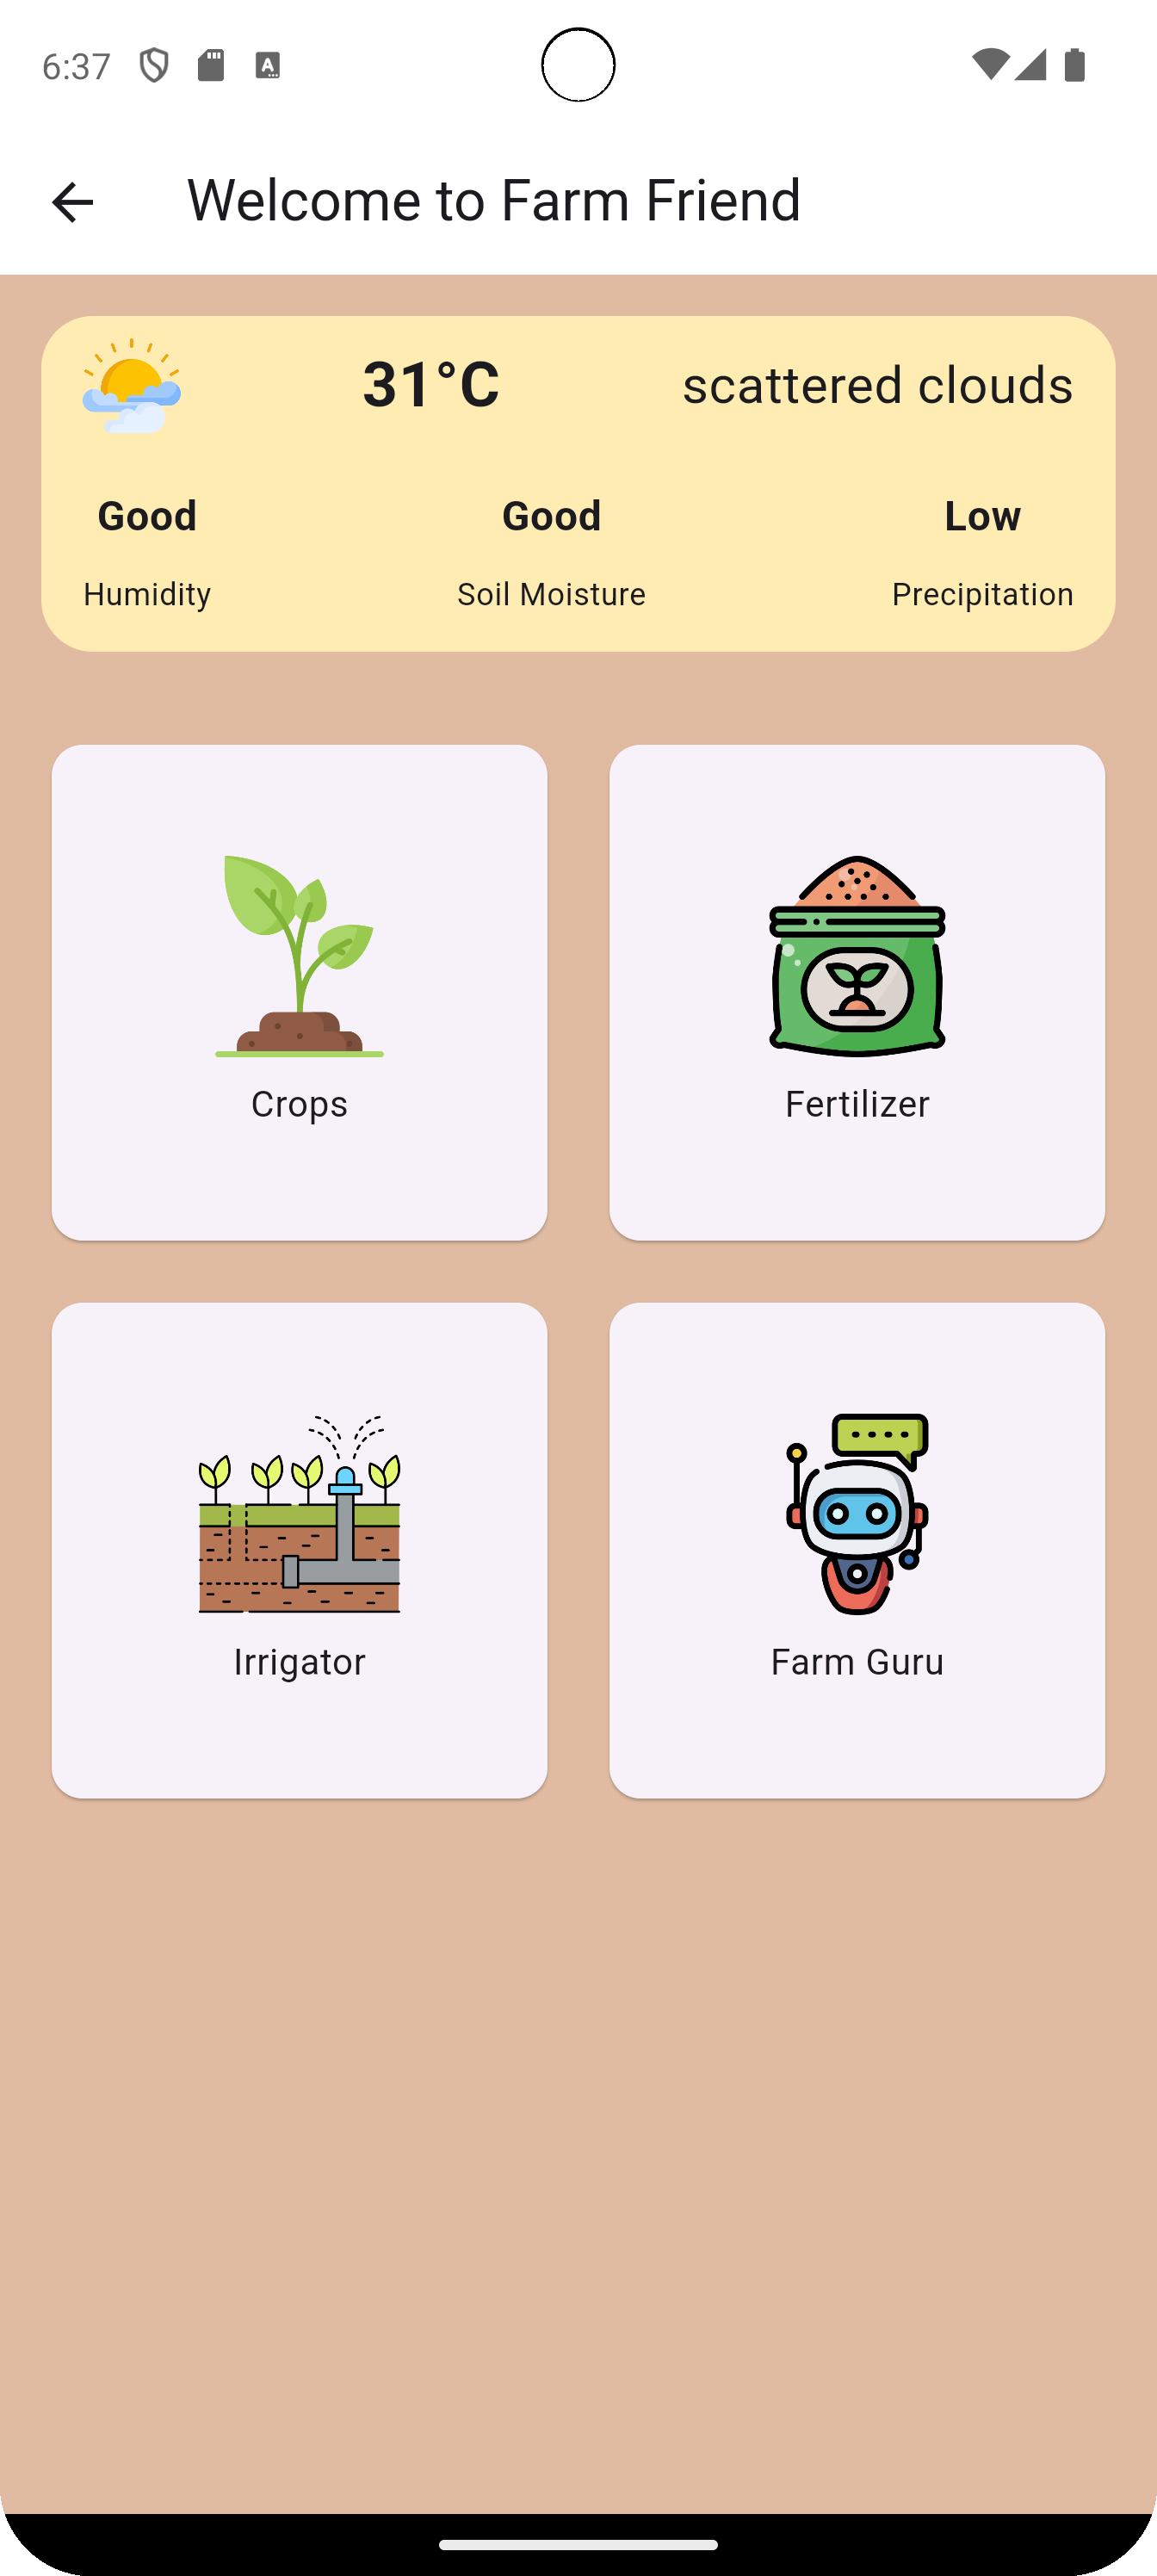 6:37
Welcome to Farm Friend
31°C scattered clouds
Good Good Low
Humidity Soil Moisture Precipitation
Crops Fertilizer
Irrigator Farm Guru